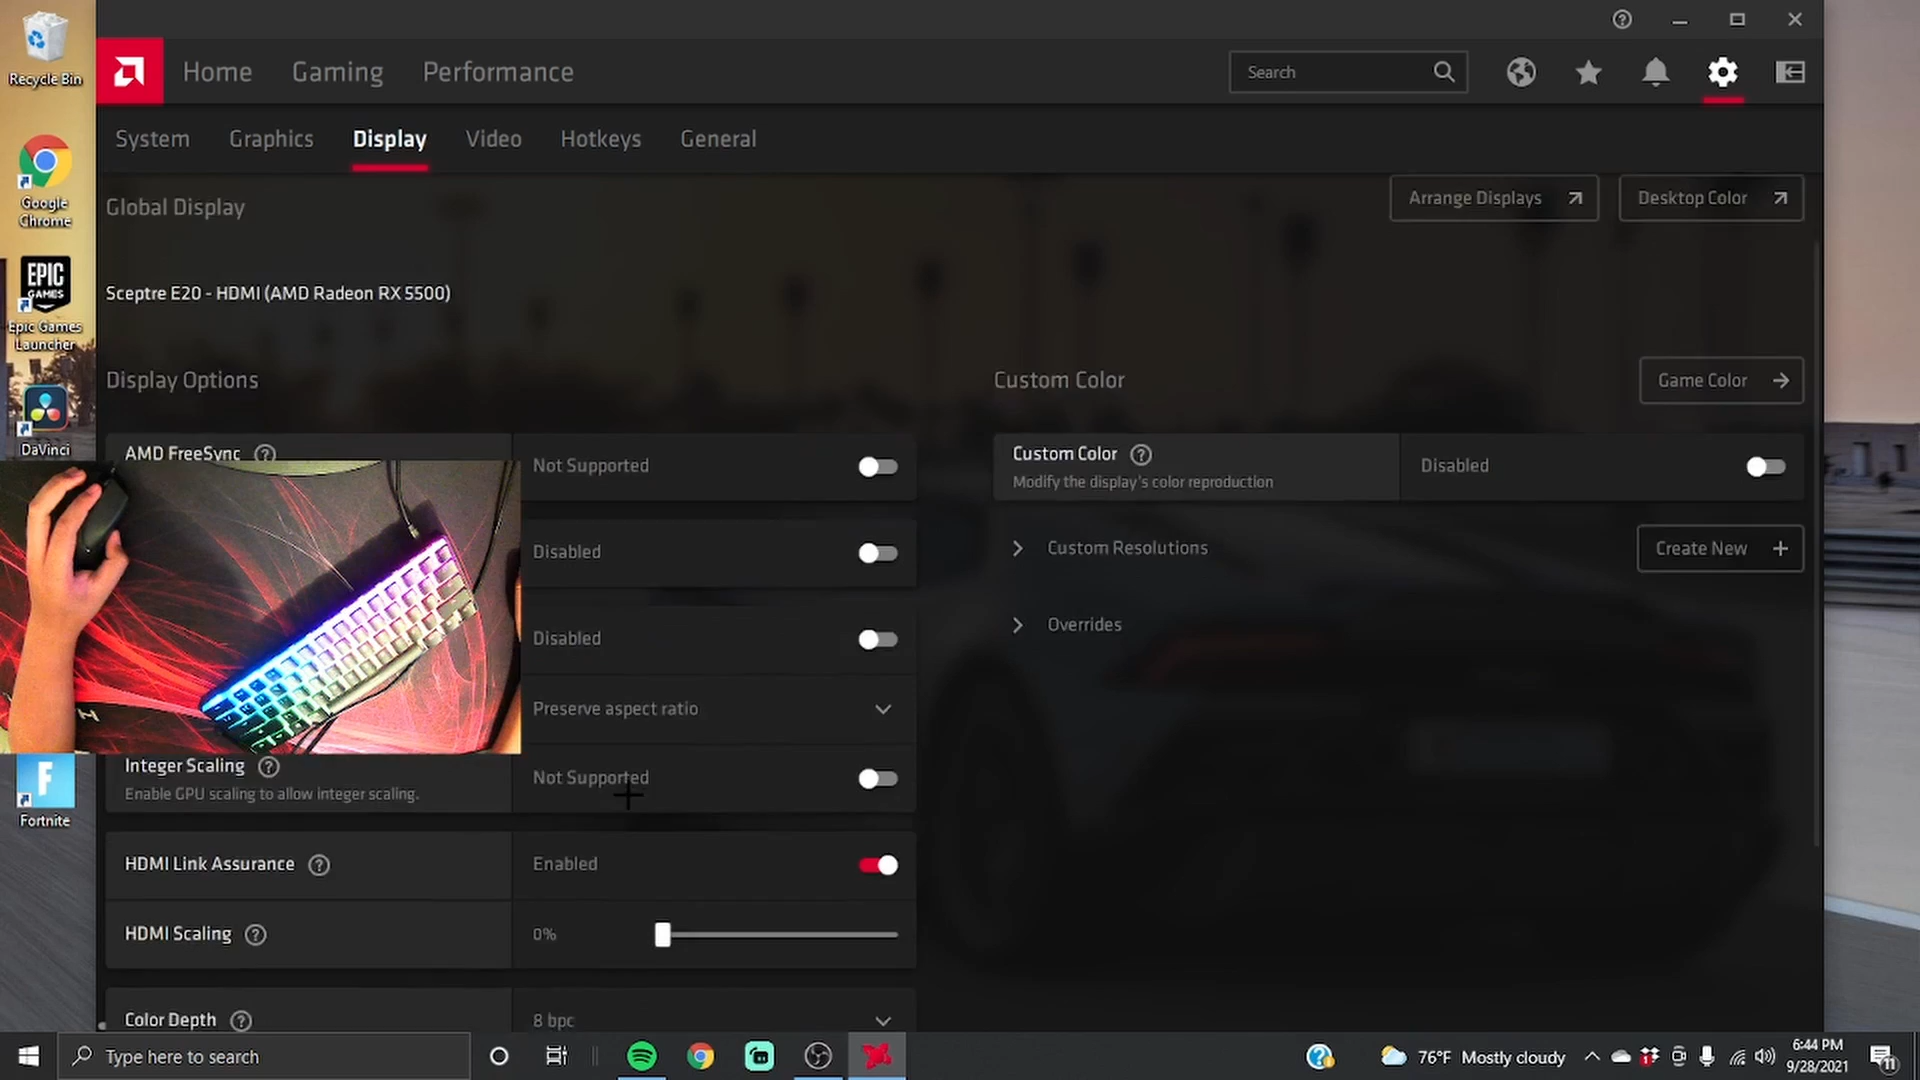 Recycle Bin
Google
Chrome
EPIC
GAMES
Epic Games
Launcher
DaVinci
F
Fortnite
Home
Gaming
Performance
Search
System
Graphics
Display
Video
Hotkeys
General
Global Display
Arrange Displays
Desktop Color
Sceptre E20 - HDMI (AMD Radeon RX 5500)
Display Options
AMD FreeSync
Not Supported
Disabled
Disabled
Preserve aspect ratio
Integer Scaling
Enable GPU scaling to allow integer scaling.
Not Supported
HDMI Link Assurance
Enabled
HDMI Scaling
0%
Color Depth
8 bpc
Custom Color
Game Color
Custom Color
Modify the display's color reproduction
Disabled
Custom Resolutions
Create New
Overrides
Type here to search
76°F Mostly cloudy
6:44 PM
9/28/2021
11